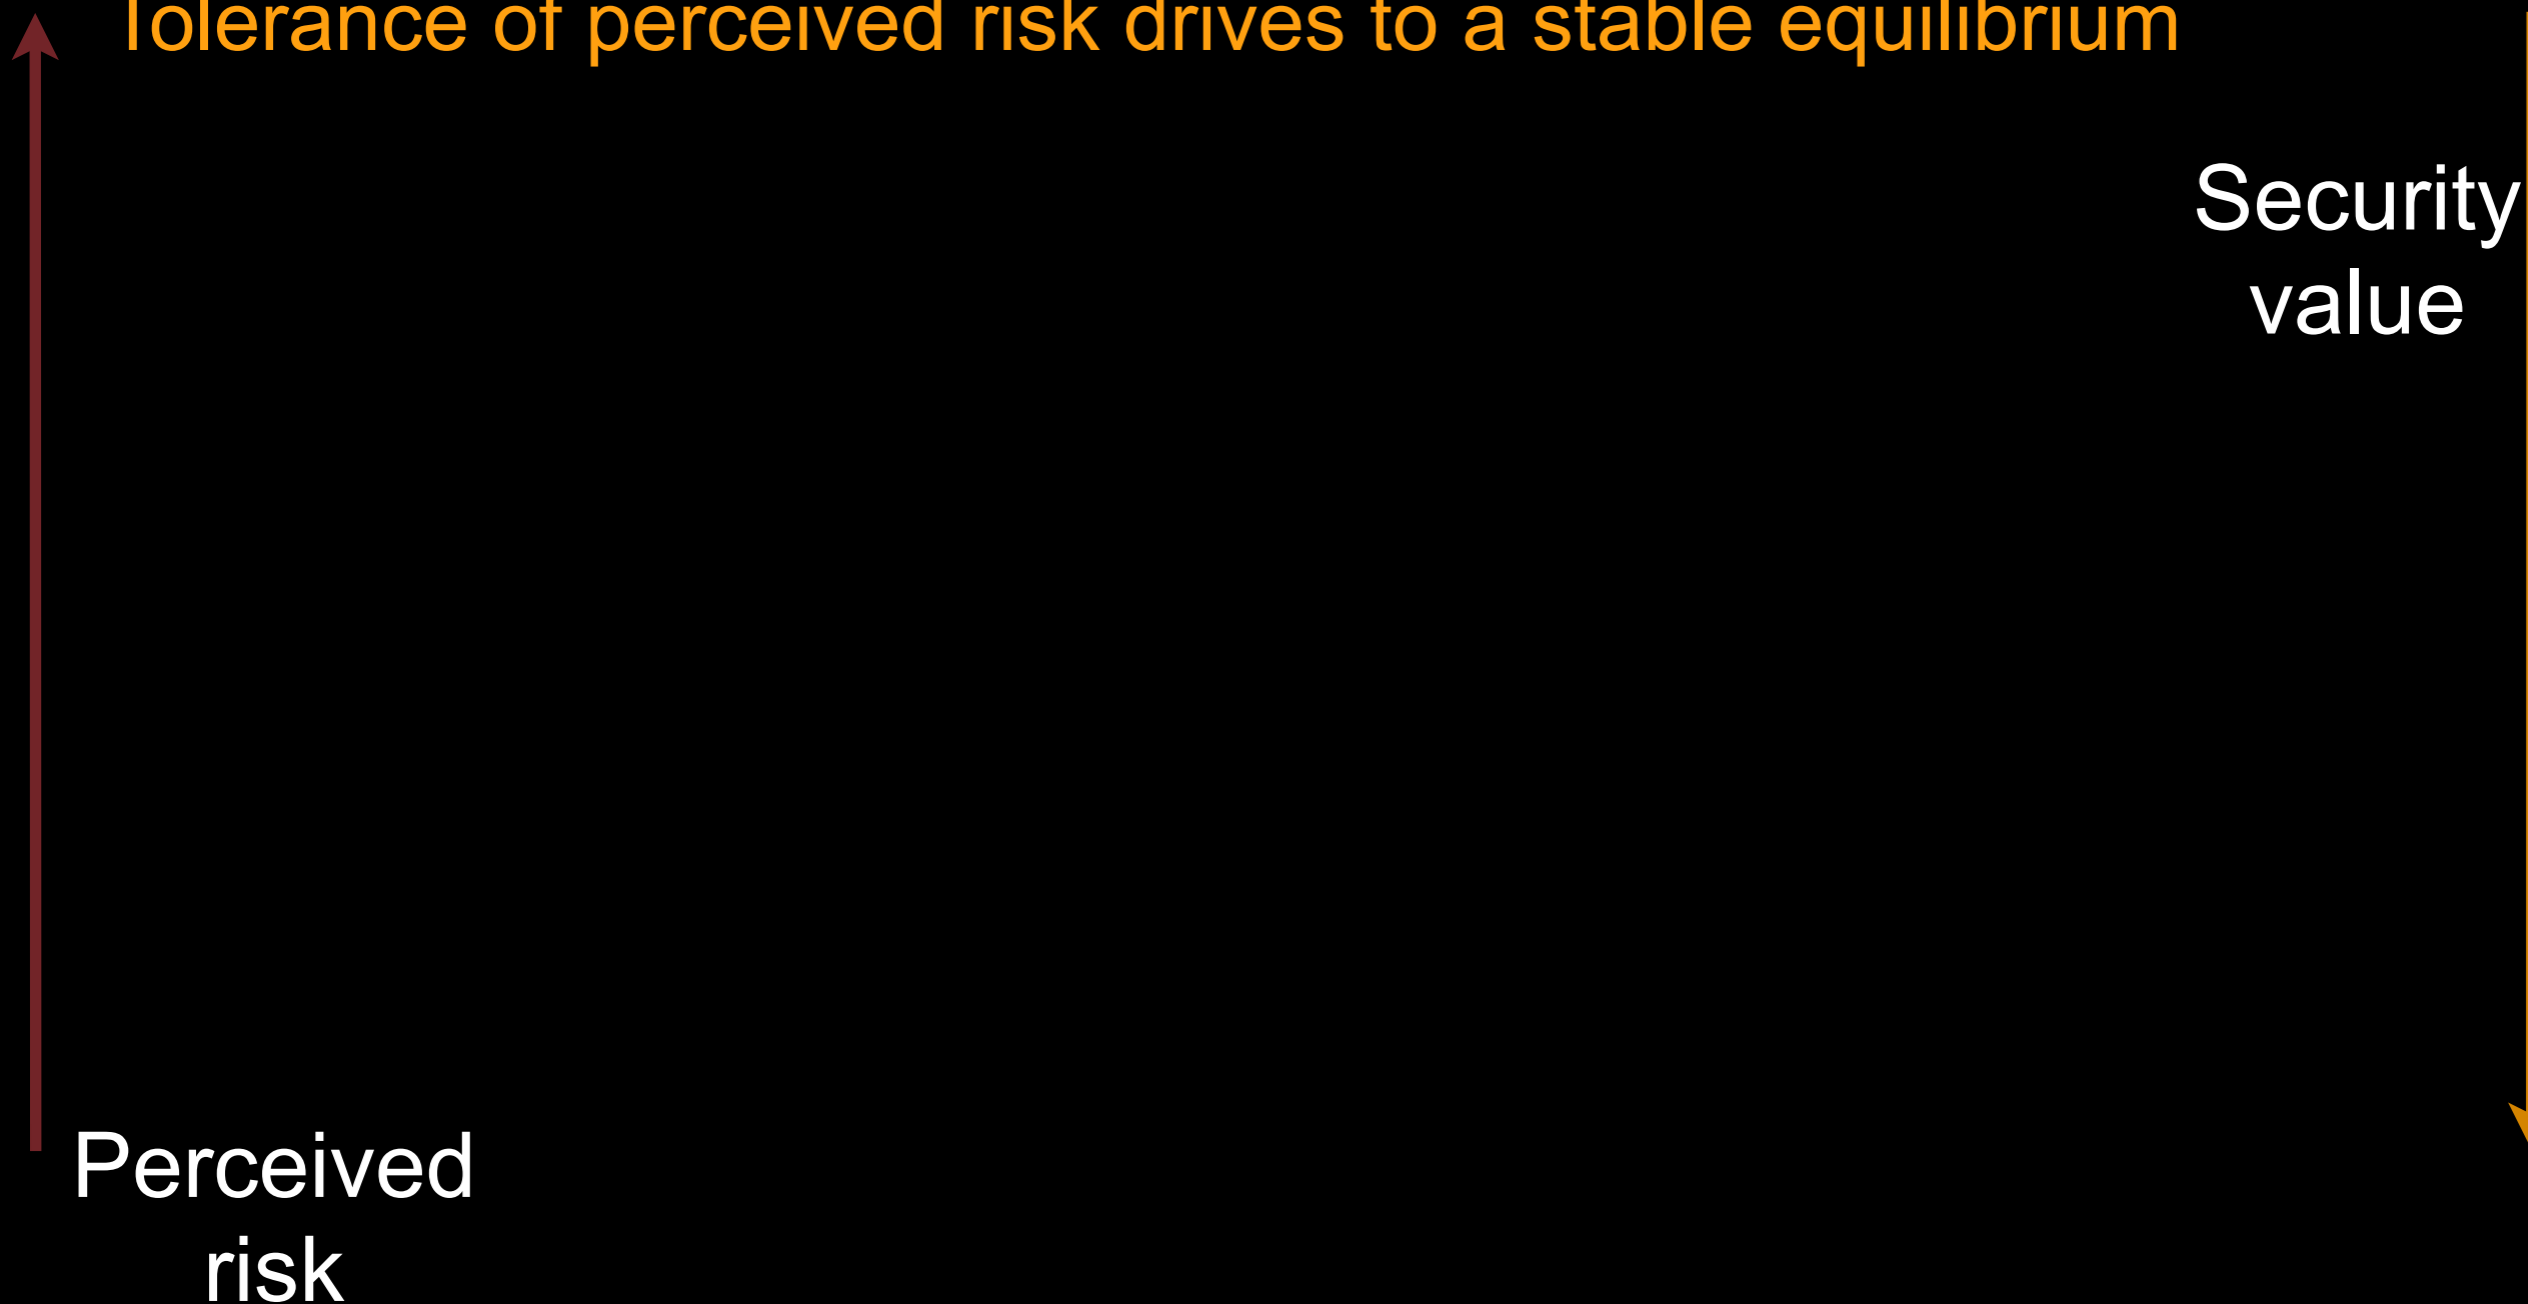 Tolerance of perceived risk drives to a stable equilibrium
Security
value
Perceived
risk